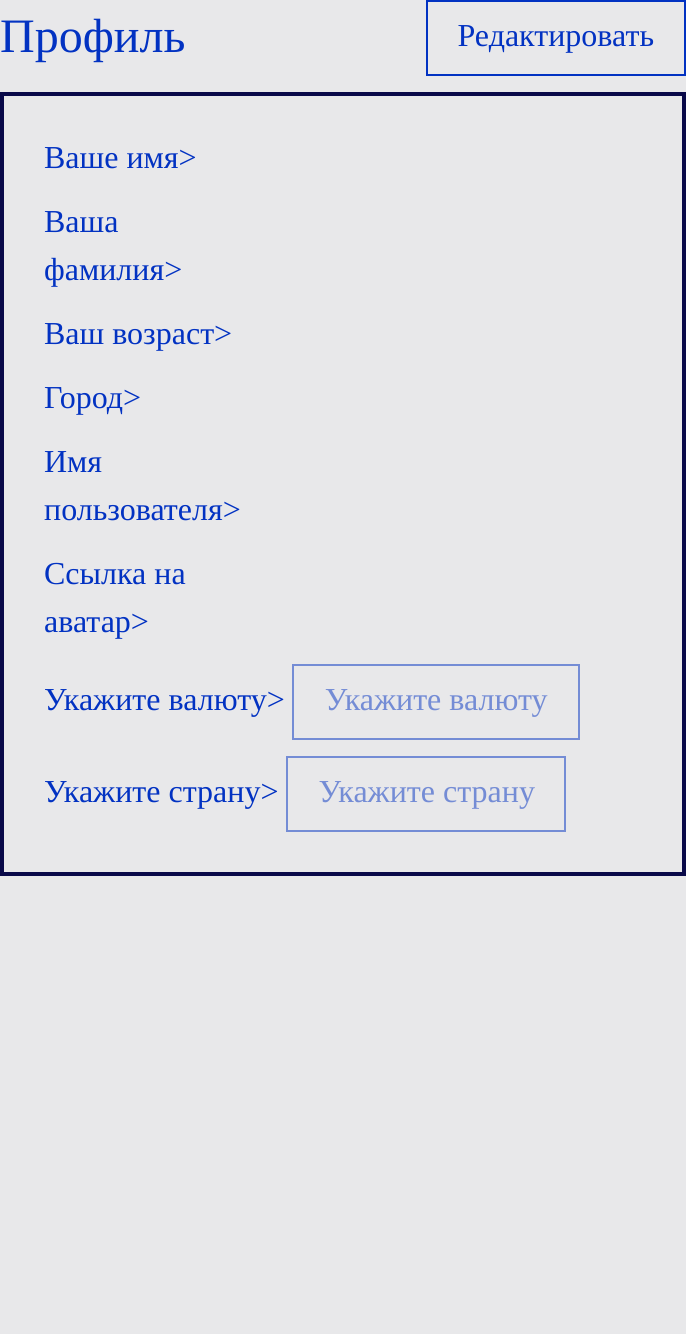 Профиль
Редактировать
Ваше имя>
Ваша
фамилия>
Ваш возраст>
Город>
Имя
пользователя>
Ссылка на
аватар>
Укажите валюту> Укажите валюту
Укажите страну> Укажите страну